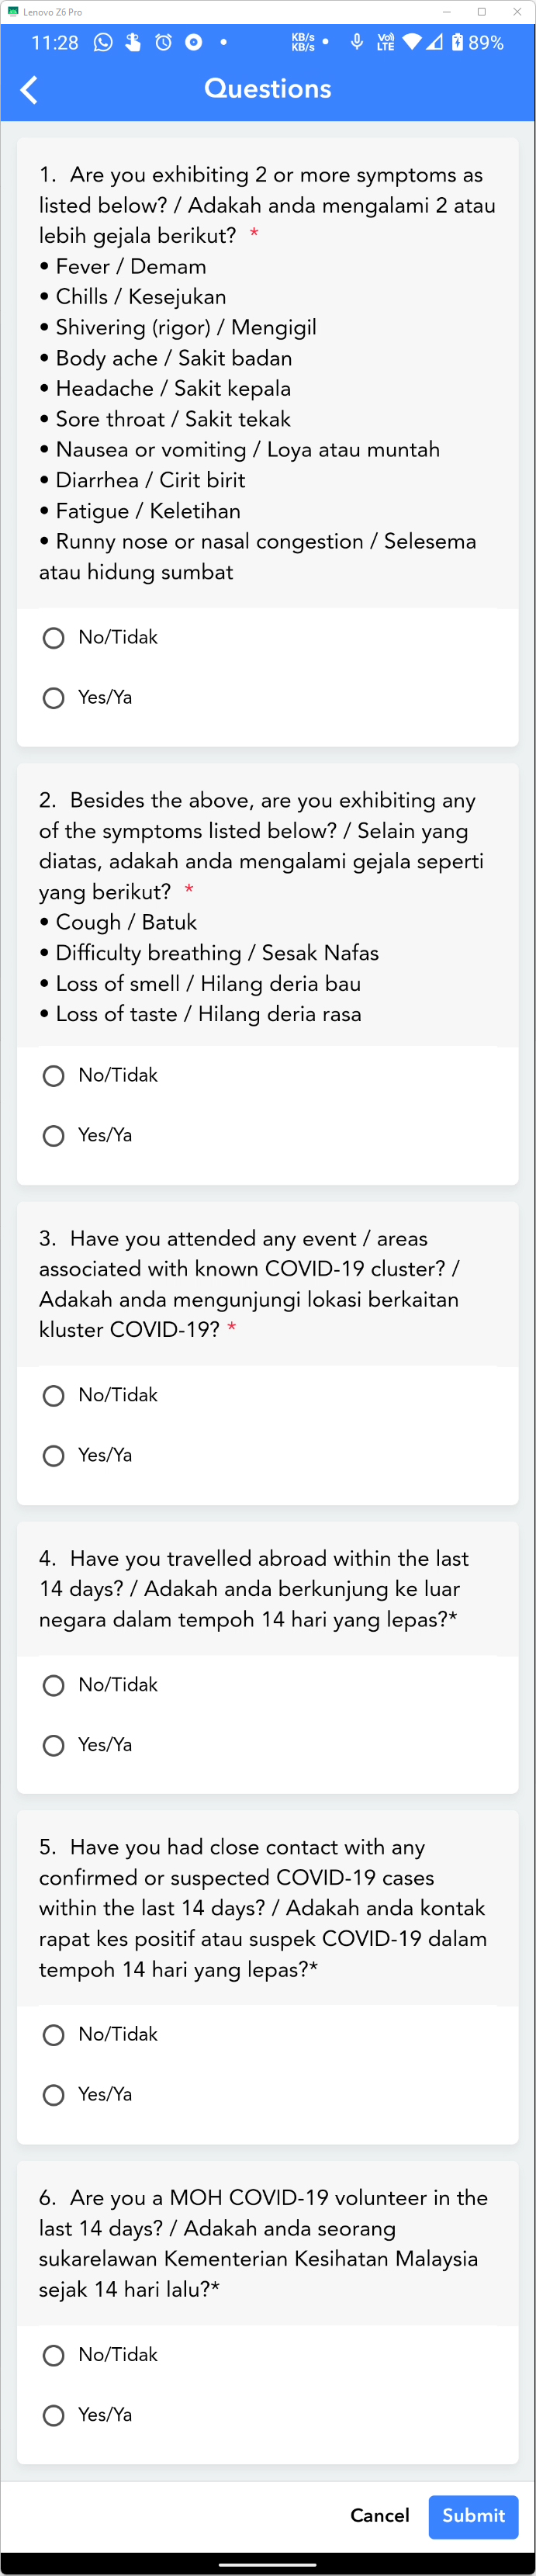 Lenovo Z6 Pro
11:28 KB/s KB/s Vo)) LTE 89%
Questions
1. Are you exhibiting 2 or more symptoms as
listed below? / Adakah anda mengalami 2 atau
lebih gejala berikut? *
• Fever / Demam
• Chills / Kesejukan
• Shivering (rigor) / Mengigil
• Body ache / Sakit badan
• Headache / Sakit kepala
• Sore throat / Sakit tekak
• Nausea or vomiting / Loya atau muntah
• Diarrhea / Cirit birit
• Fatigue / Keletihan
• Runny nose or nasal congestion / Selesema
atau hidung sumbat
No/Tidak
Yes/Ya
2. Besides the above, are you exhibiting any
of the symptoms listed below? / Selain yang
diatas, adakah anda mengalami gejala seperti
yang berikut? *
• Cough / Batuk
• Difficulty breathing / Sesak Nafas
• Loss of smell / Hilang deria bau
• Loss of taste / Hilang deria rasa
No/Tidak
Yes/Ya
3. Have you attended any event / areas
associated with known COVID-19 cluster? /
Adakah anda mengunjungi lokasi berkaitan
kluster COVID-19? *
No/Tidak
Yes/Ya
4. Have you travelled abroad within the last
14 days? / Adakah anda berkunjung ke luar
negara dalam tempoh 14 hari yang lepas?*
No/Tidak
Yes/Ya
5. Have you had close contact with any
confirmed or suspected COVID-19 cases
within the last 14 days? / Adakah anda kontak
rapat kes positif atau suspek COVID-19 dalam
tempoh 14 hari yang lepas?*
No/Tidak
Yes/Ya
6. Are you a MOH COVID-19 volunteer in the
last 14 days? / Adakah anda seorang
sukarelawan Kementerian Kesihatan Malaysia
sejak 14 hari lalu?*
No/Tidak
Yes/Ya
Cancel Submit